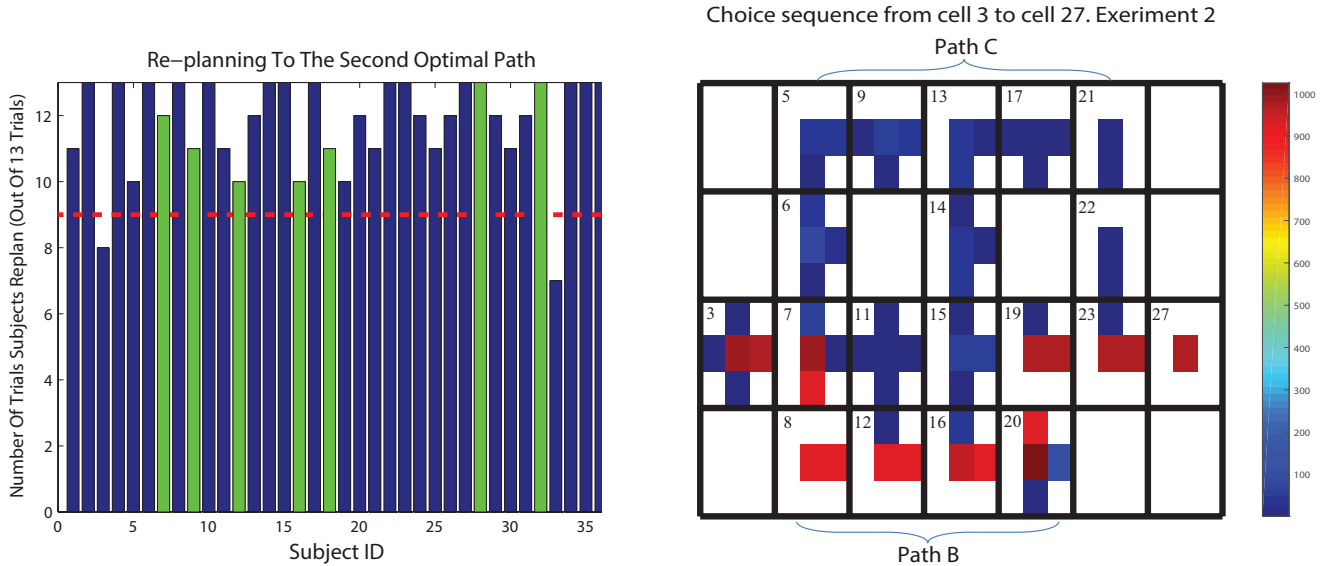 Re−planning To The Second Optimal Path
Number Of Trials Subjects Replan (Out Of 13 Trials)
12
10
8
6
4
2
0
0 5 10 15 20 25 30 35
Subject ID
Choice sequence from cell 3 to cell 27. Exeriment 2
Path C
5 9 13 17 21
6 14 22
3 7 11 15 19 23 27
8 12 16 20
Path B
1000
900
800
700
600
500
400
300
200
100